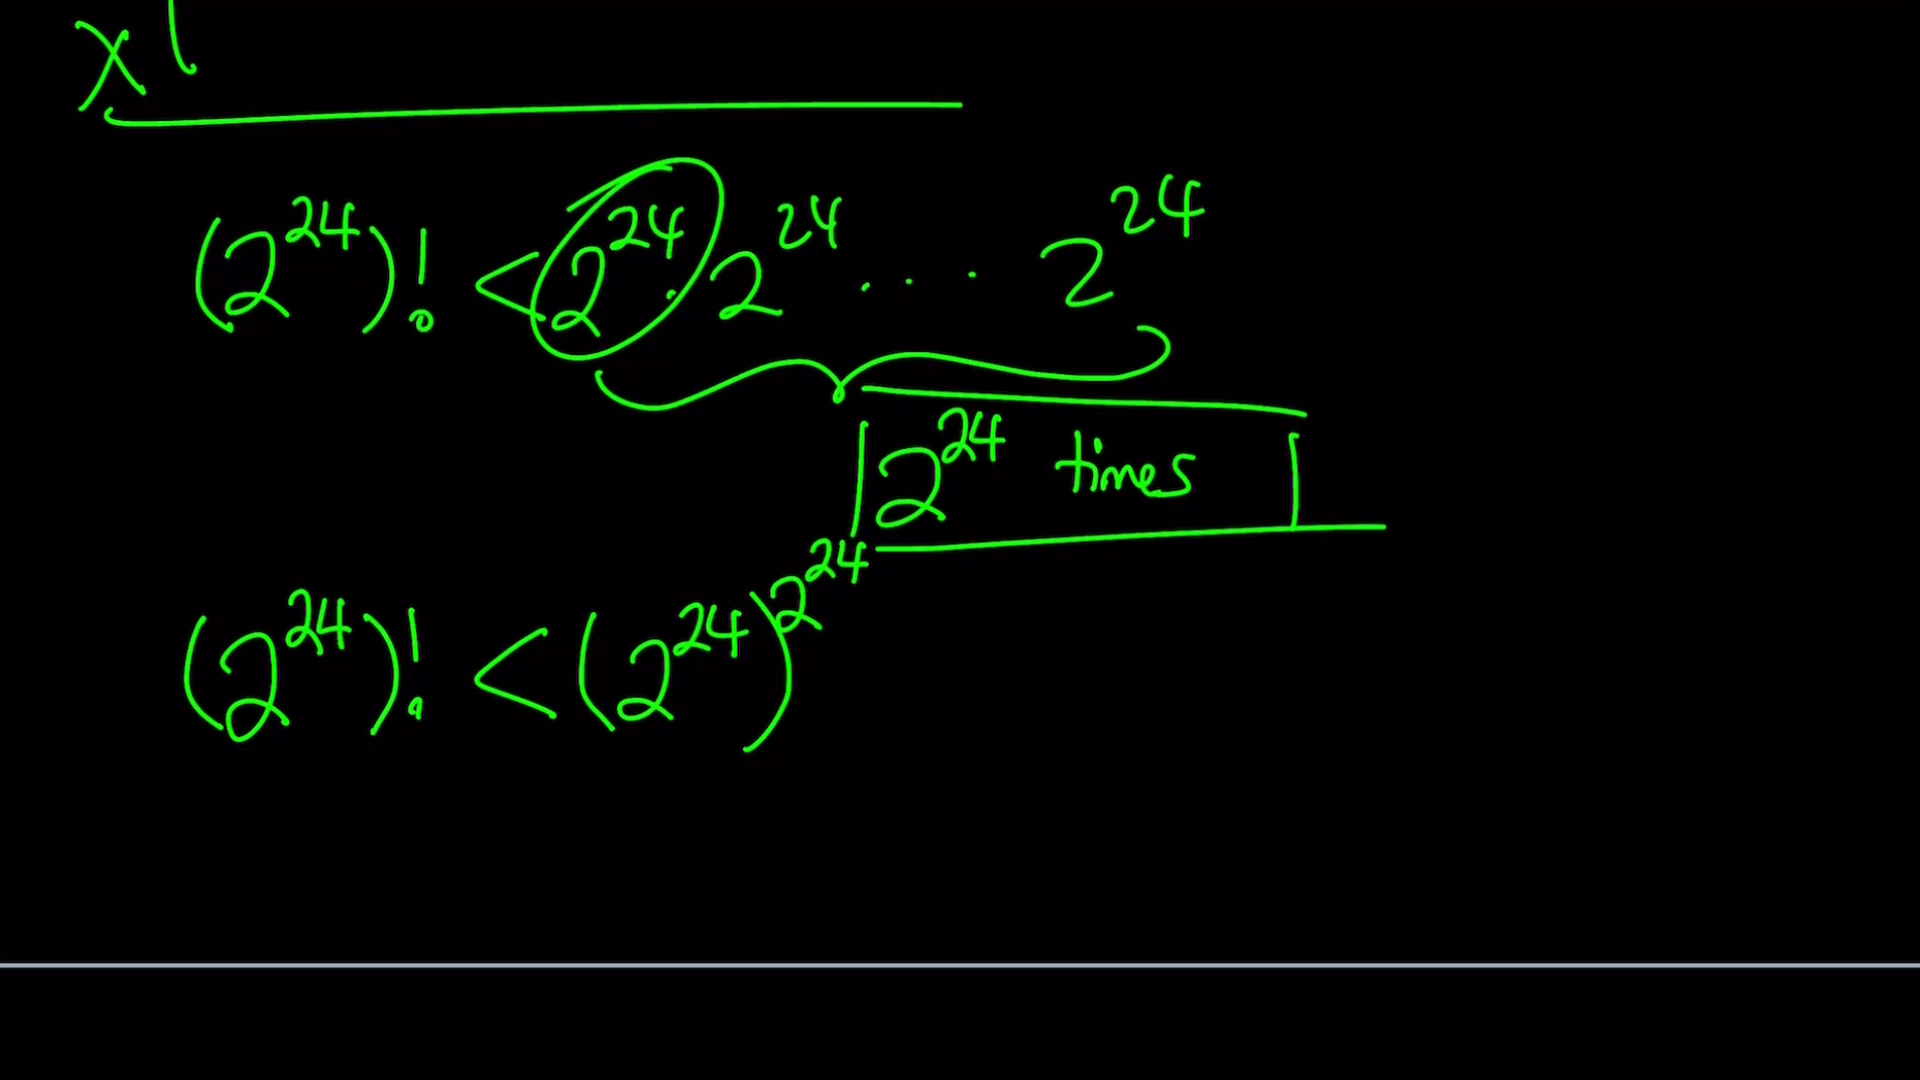 x
(2^24)! < 2^24 · 2^24 · · · 2^24
2^24 times
(2^24)! < (2^24)^2^24